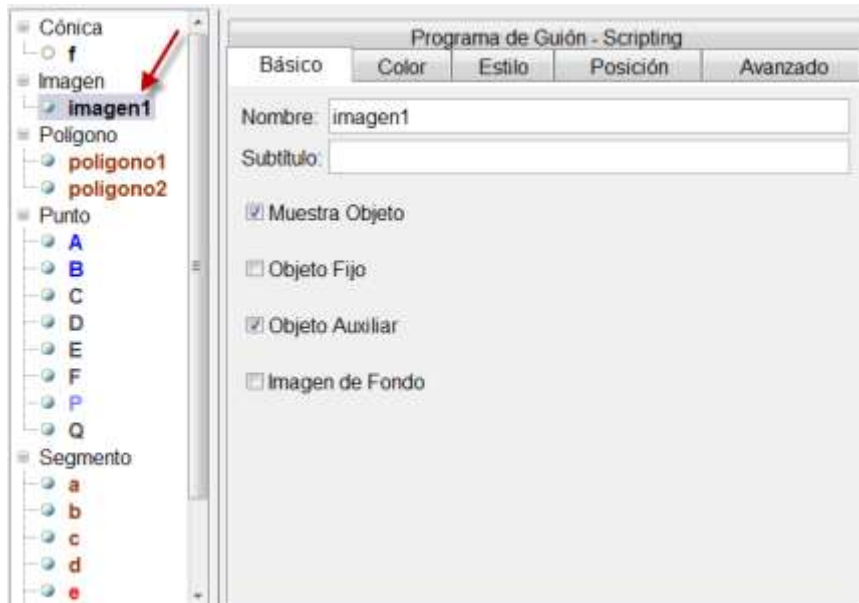 Cónica
f
Imagen
imagen1
Polígono
poligono1
poligono2
Punto
A
B
C
D
E
F
P
Q
Segmento
a
b
c
d
e
Programa de Guión - Scripting
Básico Color Estilo Posición Avanzado
Nombre: imagen1
Subtítulo:
Muestra Objeto
Objeto Fijo
Objeto Auxiliar
Imagen de Fondo